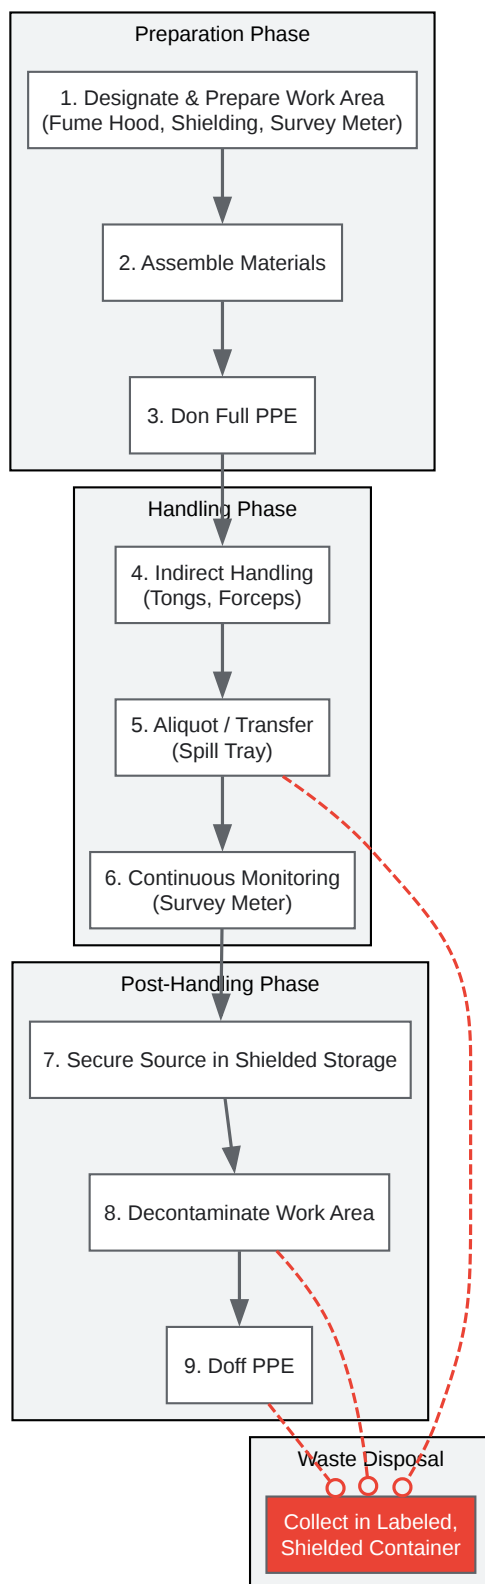 Preparation Phase
1. Designate & Prepare Work Area
(Fume Hood, Shielding, Survey Meter)
2. Assemble Materials
3. Don Full PPE
Handling Phase
4. Indirect Handling
(Tongs, Forceps)
5. Aliquot / Transfer
(Spill Tray)
6. Continuous Monitoring
(Survey Meter)
Post-Handling Phase
7. Secure Source in Shielded Storage
8. Decontaminate Work Area
9. Doff PPE
Waste Disposal
Collect in Labeled,
Shielded Container